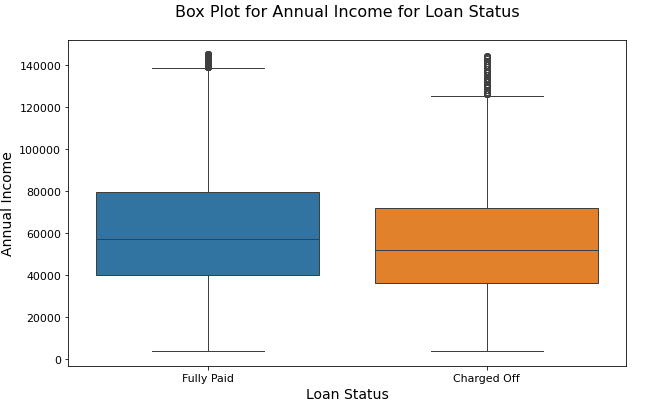 Box Plot for Annual Income for Loan Status
Annual Income
140000
120000
100000
80000
60000
40000
20000
0
Fully Paid
Charged Off
Loan Status